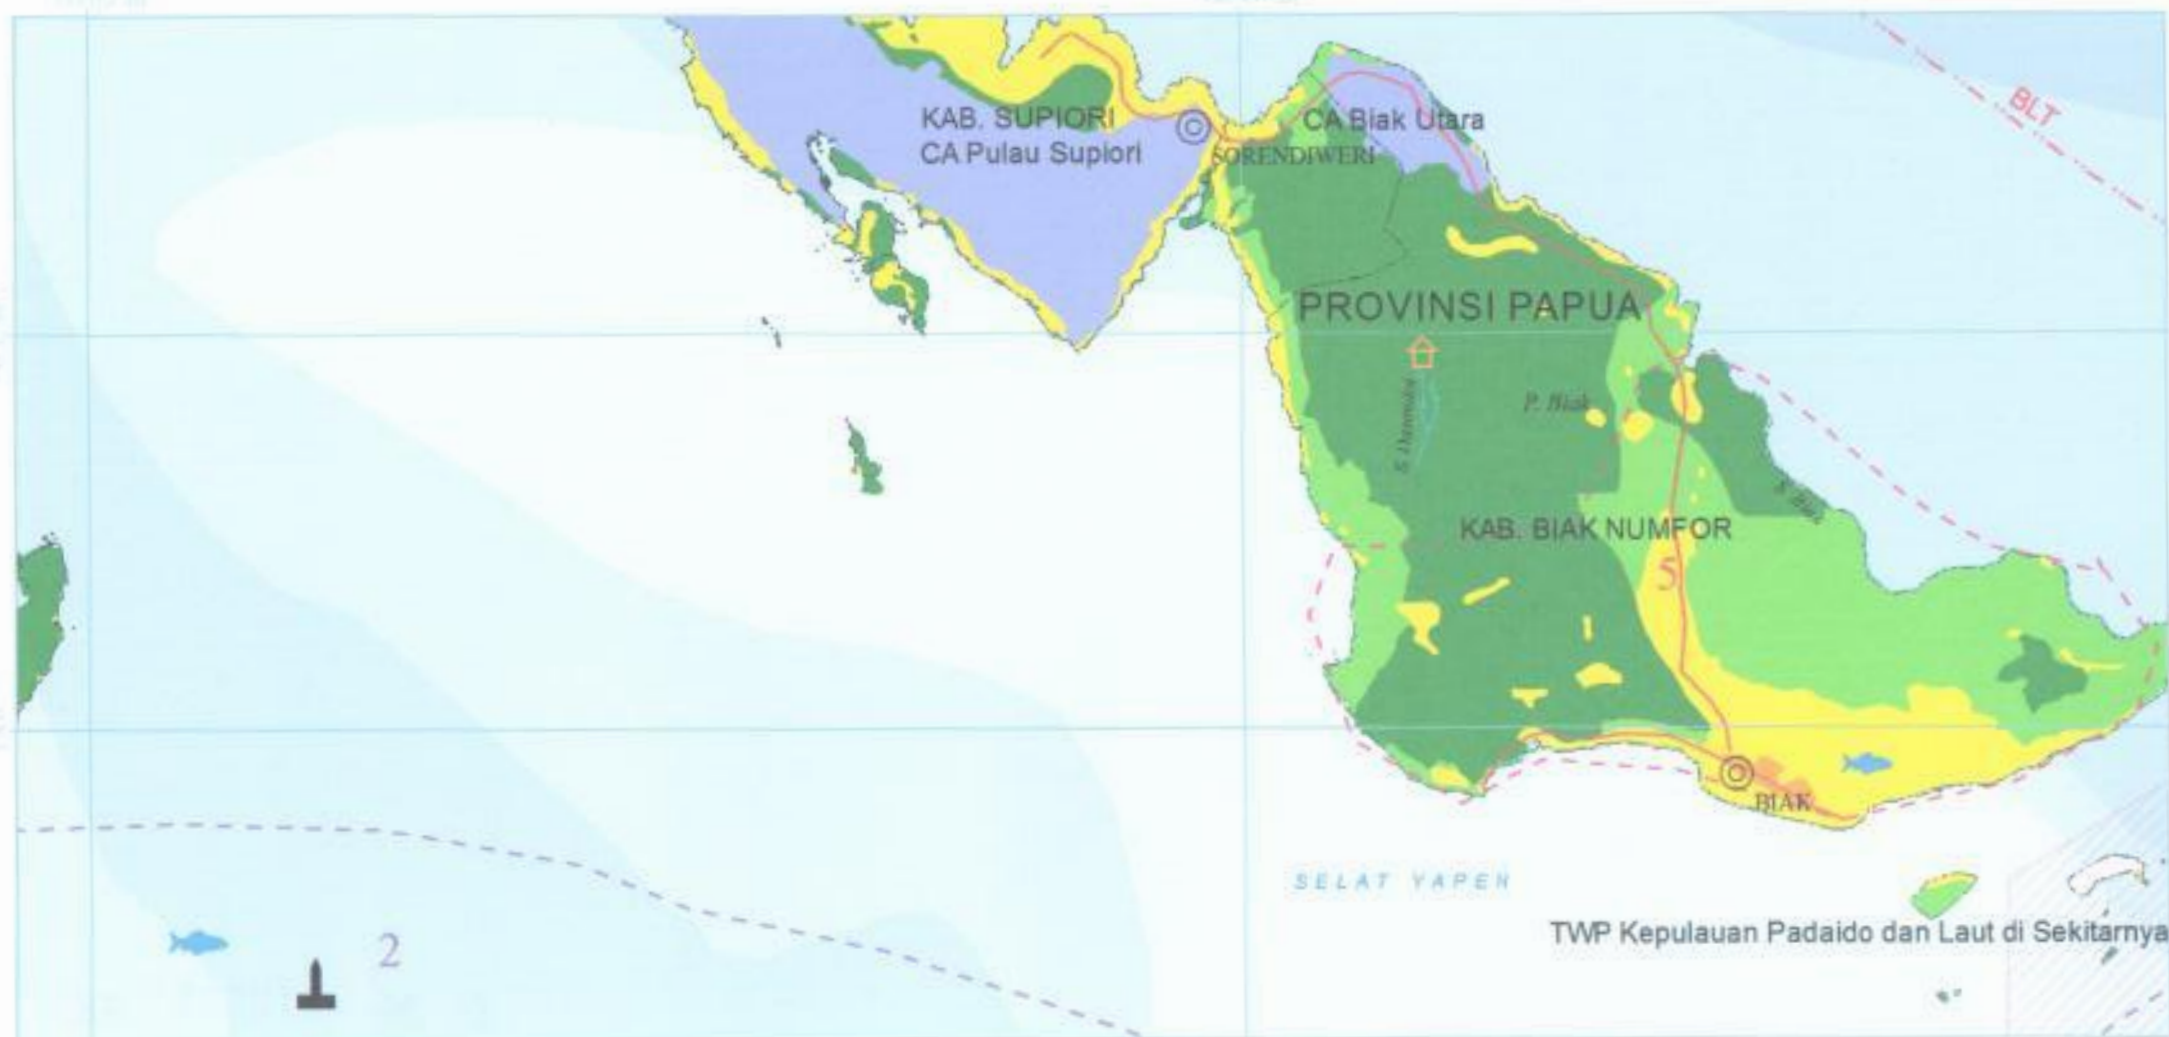 BLT
KAB. SUPIORI
CA Pulau Supiori
CA Biak Utara
SORENDIWERI
PROVINSI PAPUA
P. Biak
KAB. BIAK NUMFOR
5
BIAK
SELAT YAPEN
TWP Kepulauan Padaido dan Laut di Sekitarnya
2